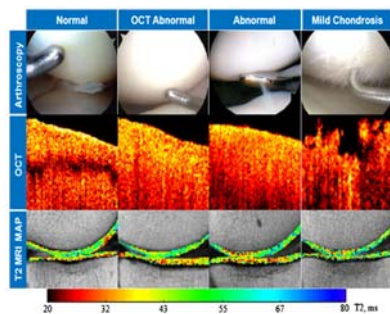 Normal OCT Abnormal Abnormal Mild Chondrosis
Arthroscopy
OCT
T2 MRI MAP
20 32 43 55 67 80 T2, ms